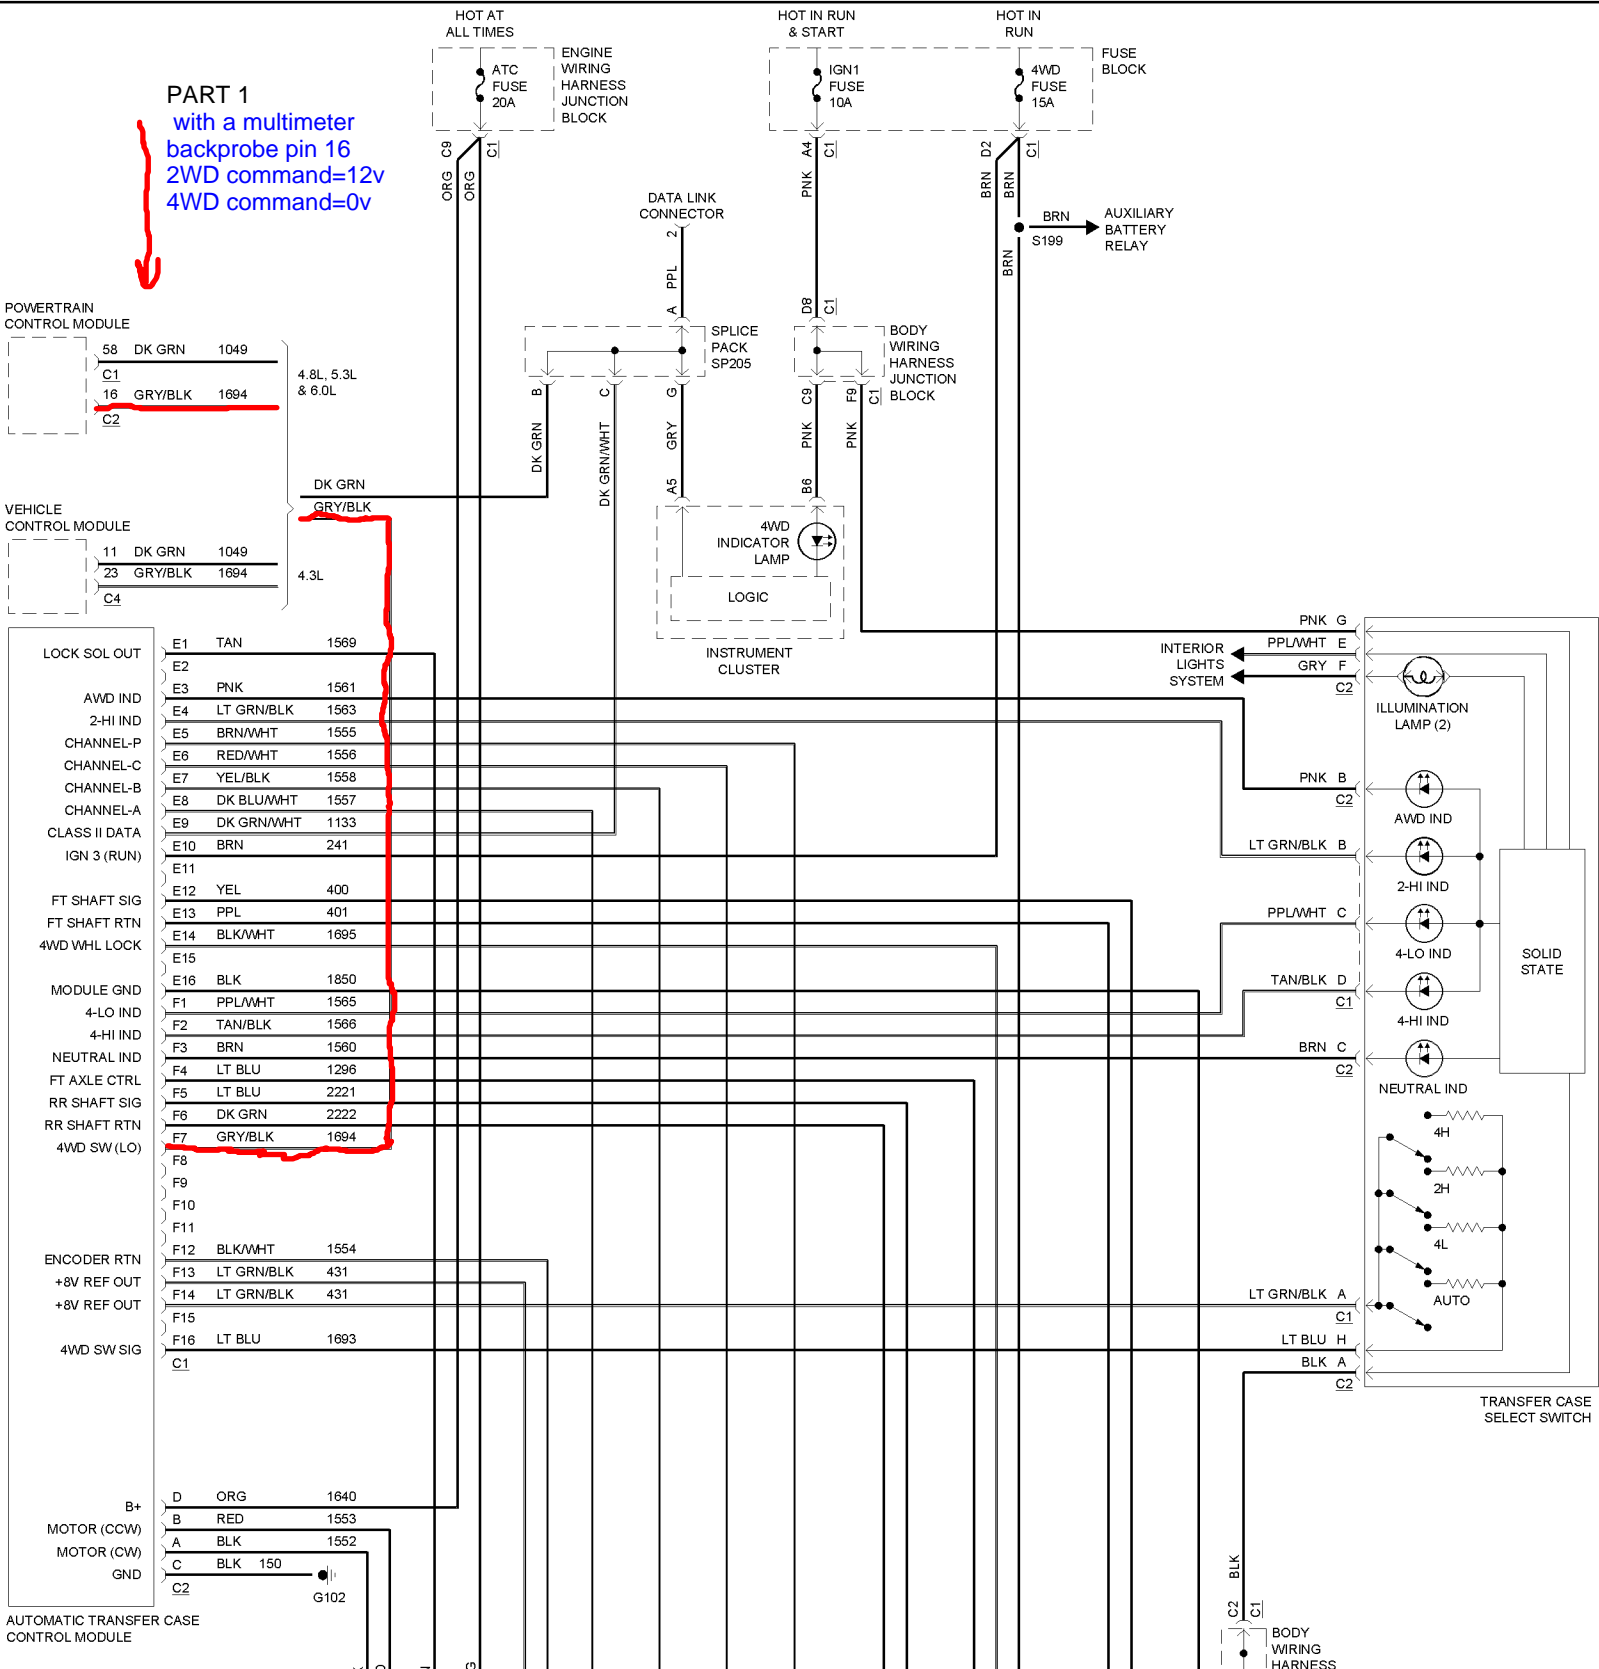 HOT AT
ALL TIMES
HOT IN RUN
& START
HOT IN
RUN
ENGINE
WIRING
HARNESS
JUNCTION
BLOCK
ATC
FUSE
20A
IGN1
FUSE
10A
4WD
FUSE
15A
FUSE
BLOCK
PART 1
with a multimeter
backprobe pin 16
2WD command=12v
4WD command=0v
C9
C1
ORG
ORG
A4
C1
PNK
D2
C1
BRN
BRN
DATA LINK
CONNECTOR
2
PPL
A
BRN
S199
AUXILIARY
BATTERY
RELAY
BRN
D8
C1
POWERTRAIN
CONTROL MODULE
58 DK GRN 1049
C1
16 GRY/BLK 1694
C2
4.8L, 5.3L
& 6.0L
SPLICE
PACK
SP205
BODY
WIRING
HARNESS
JUNCTION
BLOCK
B
C
G
C9
F9
C1
DK GRN
DK GRN/WHT
GRY
PNK
PNK
A5
B6
DK GRN
GRY/BLK
VEHICLE
CONTROL MODULE
11 DK GRN 1049
23 GRY/BLK 1694
C4
4.3L
4WD
INDICATOR
LAMP
LOGIC
INSTRUMENT
CLUSTER
LOCK SOL OUT E1 TAN 1569
E2
AWD IND E3 PNK 1561
2-HI IND E4 LT GRN/BLK 1563
CHANNEL-P E5 BRN/WHT 1555
CHANNEL-C E6 RED/WHT 1556
CHANNEL-B E7 YEL/BLK 1558
CHANNEL-A E8 DK BLU/WHT 1557
CLASS II DATA E9 DK GRN/WHT 1133
IGN 3 (RUN) E10 BRN 241
E11
FT SHAFT SIG E12 YEL 400
FT SHAFT RTN E13 PPL 401
4WD WHL LOCK E14 BLK/WHT 1695
E15
MODULE GND E16 BLK 1850
4-LO IND F1 PPL/WHT 1565
4-HI IND F2 TAN/BLK 1566
NEUTRAL IND F3 BRN 1560
FT AXLE CTRL F4 LT BLU 1296
RR SHAFT SIG F5 LT BLU 2221
RR SHAFT RTN F6 DK GRN 2222
4WD SW (LO) F7 GRY/BLK 1694
F8
F9
F10
F11
ENCODER RTN F12 BLK/WHT 1554
+8V REF OUT F13 LT GRN/BLK 431
+8V REF OUT F14 LT GRN/BLK 431
F15
4WD SW SIG F16 LT BLU 1693
C1
B+ D ORG 1640
MOTOR (CCW) B RED 1553
MOTOR (CW) A BLK 1552
GND C BLK 150
C2
G102
AUTOMATIC TRANSFER CASE
CONTROL MODULE
PNK G
PPL/WHT E
GRY F
C2
INTERIOR
LIGHTS
SYSTEM
ILLUMINATION
LAMP (2)
PNK B
C2
AWD IND
LT GRN/BLK B
2-HI IND
PPL/WHT C
4-LO IND
TAN/BLK D
C1
4-HI IND
BRN C
C2
NEUTRAL IND
SOLID
STATE
4H
2H
4L
AUTO
LT GRN/BLK A
C1
LT BLU H
BLK A
C2
TRANSFER CASE
SELECT SWITCH
BLK
C2
C1
BODY
WIRING
HARNESS